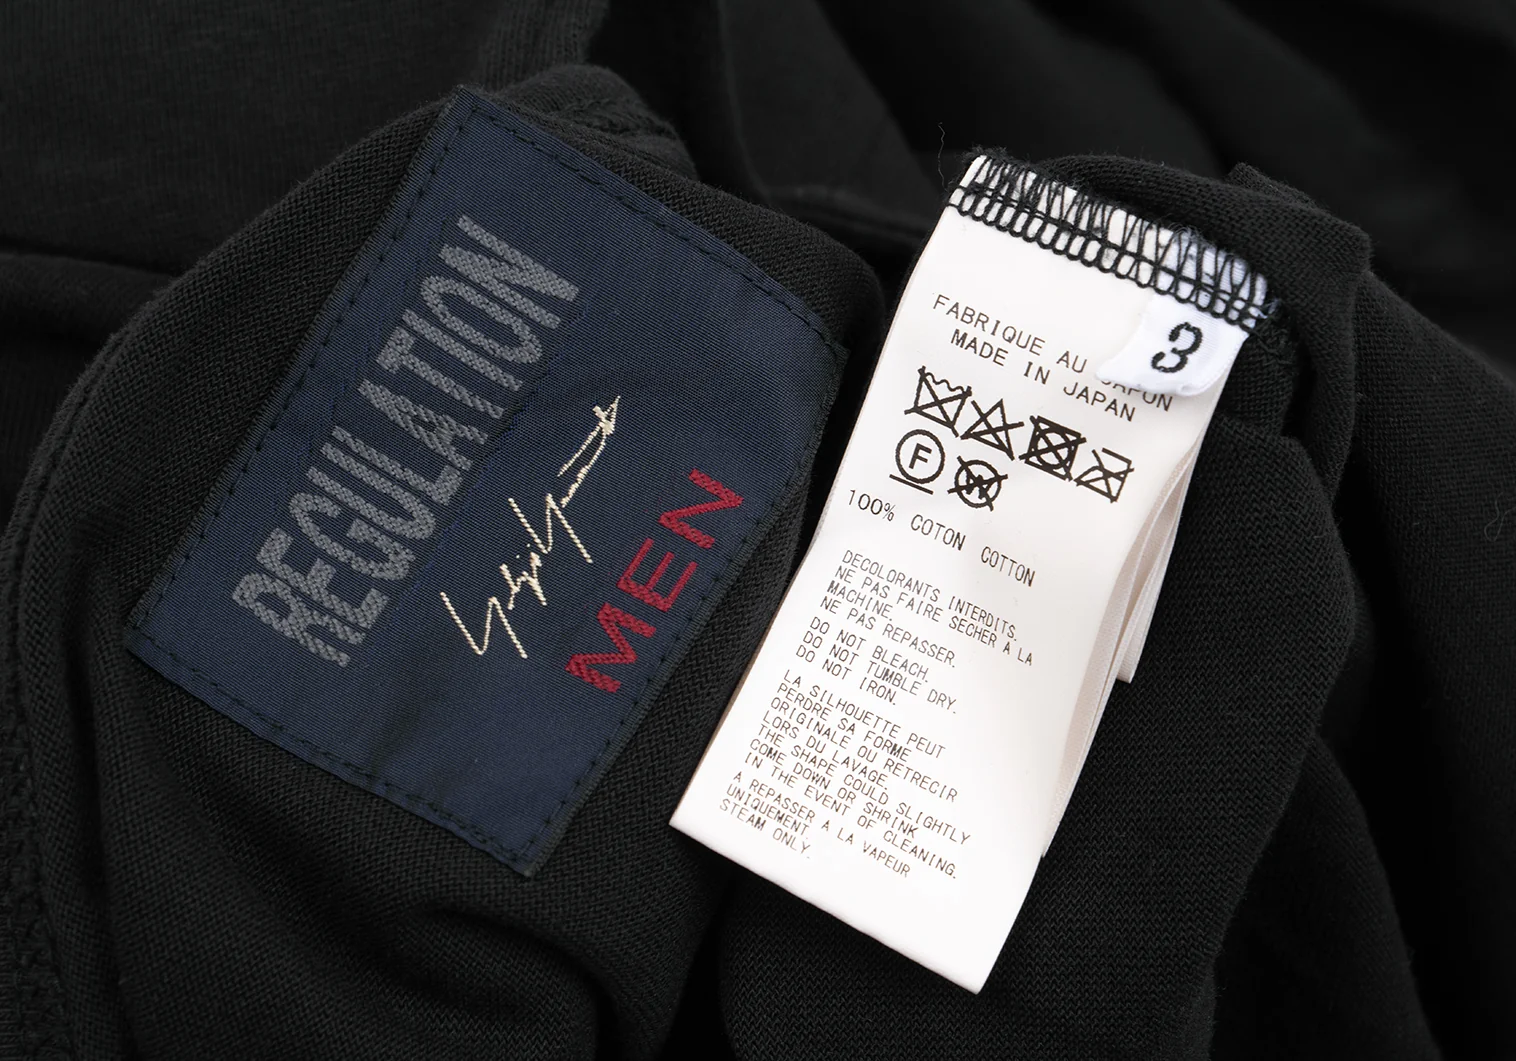 REGULATION
Yohji Yamamoto
MEN
3
FABRIQUE AU JAPON
MADE IN JAPAN
F
W
100% COTON COTTON
DECOLORANTS INTERDITS.
NE PAS FAIRE SECHER A LA
MACHINE.
NE PAS REPASSER.
DO NOT BLEACH.
DO NOT TUMBLE DRY.
DO NOT IRON.
LA SILHOUETTE PEUT
PERDRE SA FORME
ORIGINALE OU RETRECIR
LORS DU LAVAGE.
THE SHAPE COULD SLIGHTLY
COME DOWN OR SHRINK
IN THE EVENT OF CLEANING.
A REPASSER A LA VAPEUR
UNIQUEMENT.
STEAM ONLY.